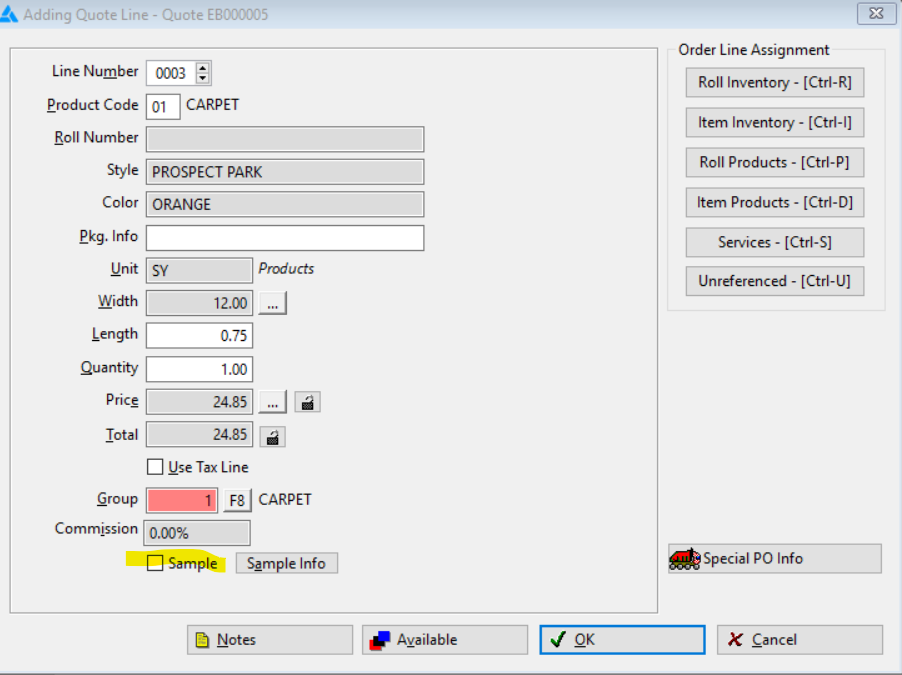 Adding Quote Line - Quote EB000005
Line Number 0003
Product Code 01 CARPET
Roll Number
Style PROSPECT PARK
Color ORANGE
Pkg. Info
Unit SY Products
Width 12.00 ...
Length 0.75
Quantity 1.00
Price 24.85 ...
Total 24.85
Use Tax Line
Group 1 F8 CARPET
Commission 0.00%
Sample Sample Info
Order Line Assignment
Roll Inventory - [Ctrl-R]
Item Inventory - [Ctrl-I]
Roll Products - [Ctrl-P]
Item Products - [Ctrl-D]
Services - [Ctrl-S]
Unreferenced - [Ctrl-U]
Special PO Info
Notes Available OK Cancel